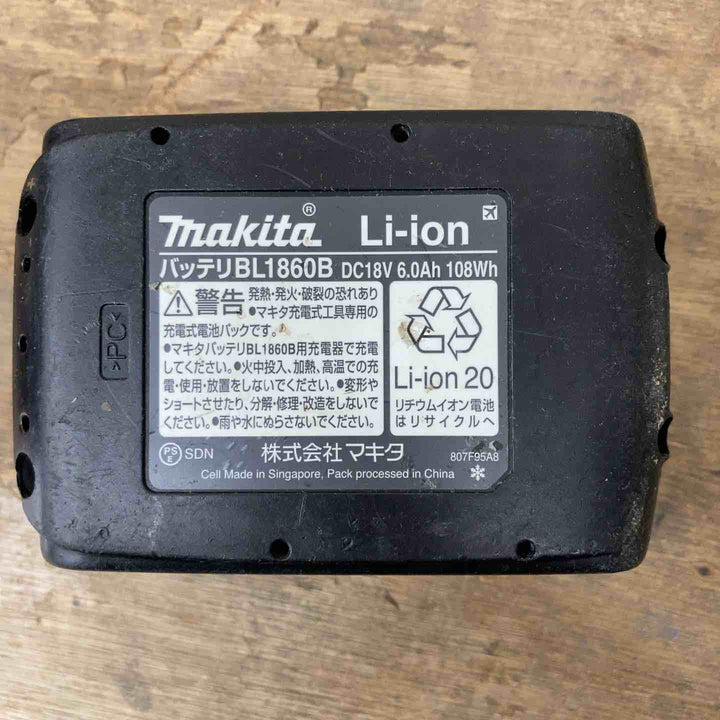 makita® Li-ion
バッテリBL1860B DC18V 6.0Ah 108Wh
警告 発熱・発火・破裂の恐れあり
●マキタ充電式工具専用の
充電式電池パックです。
●マキタバッテリBL1860B用充電器で充電
してください。●火中投入、加熱、高温での充
電・使用・放置をしないでください。●変形や
ショートさせたり、分解・修理・改造をしないで
ください。●雨や水にぬらさないでください。
Li-ion 20
リチウムイオン電池
はリサイクルへ
PSE SDN 株式会社 マキタ 807F95A8
Cell Made in Singapore, Pack processed in China
>PC<